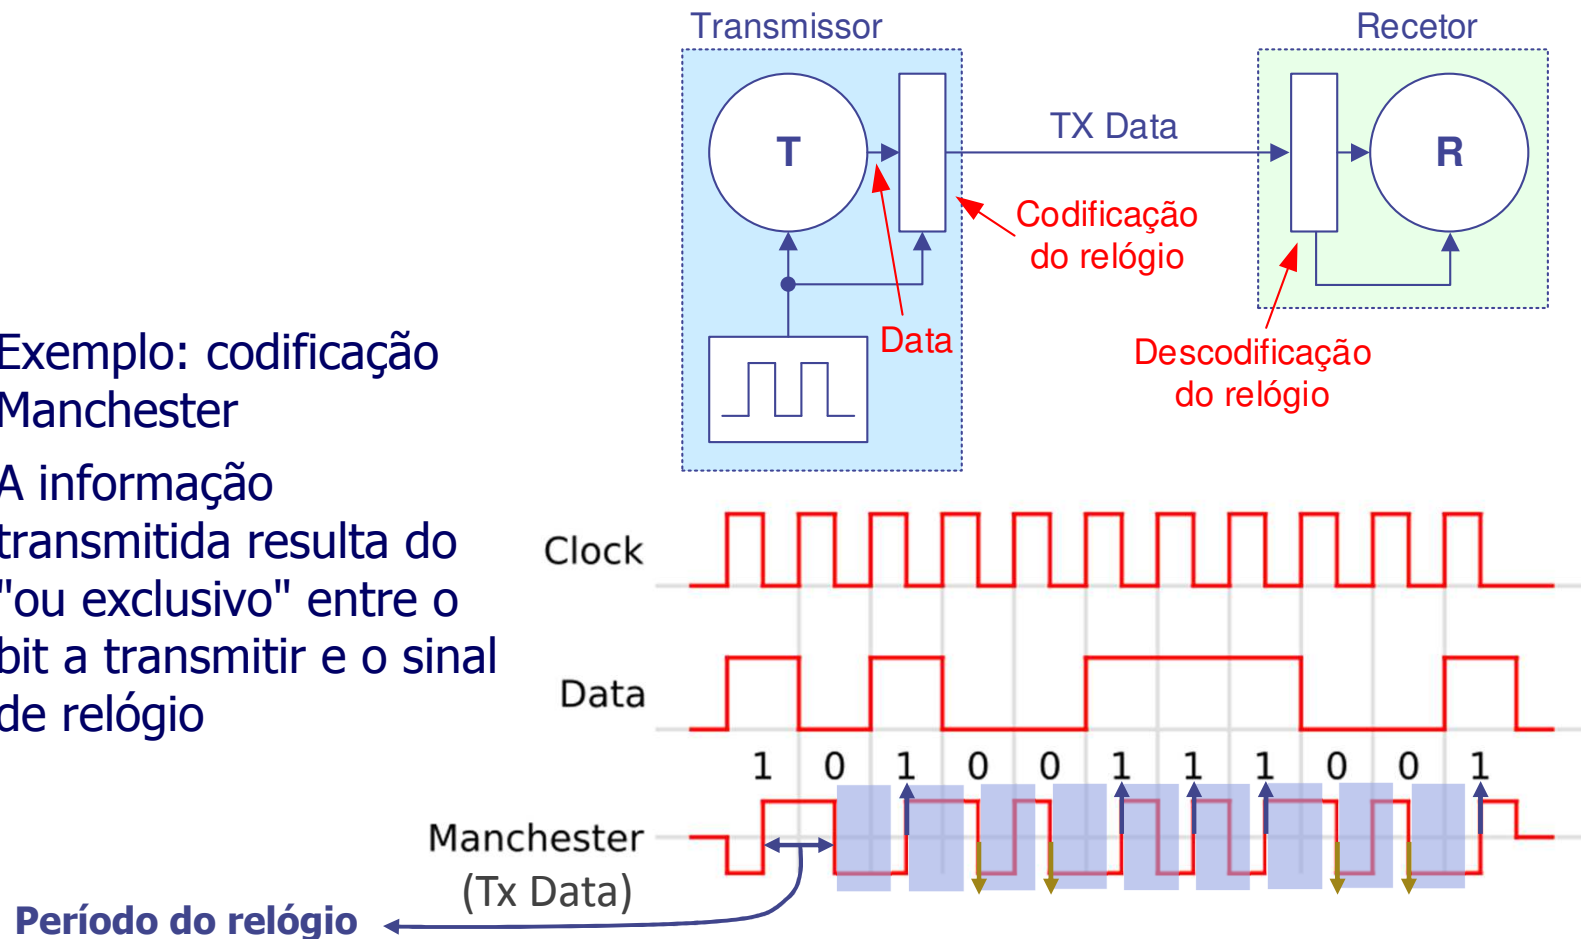 Transmissor
Recetor
T
TX Data
R
Codificação
do relógio
Data
Descodificação
do relógio
Exemplo: codificação
Manchester
A informação
transmitida resulta do
"ou exclusivo" entre o
bit a transmitir e o sinal
de relógio
Clock
Data
1 0 1 0 0 1 1 1 0 0 1
Manchester
(Tx Data)
Período do relógio